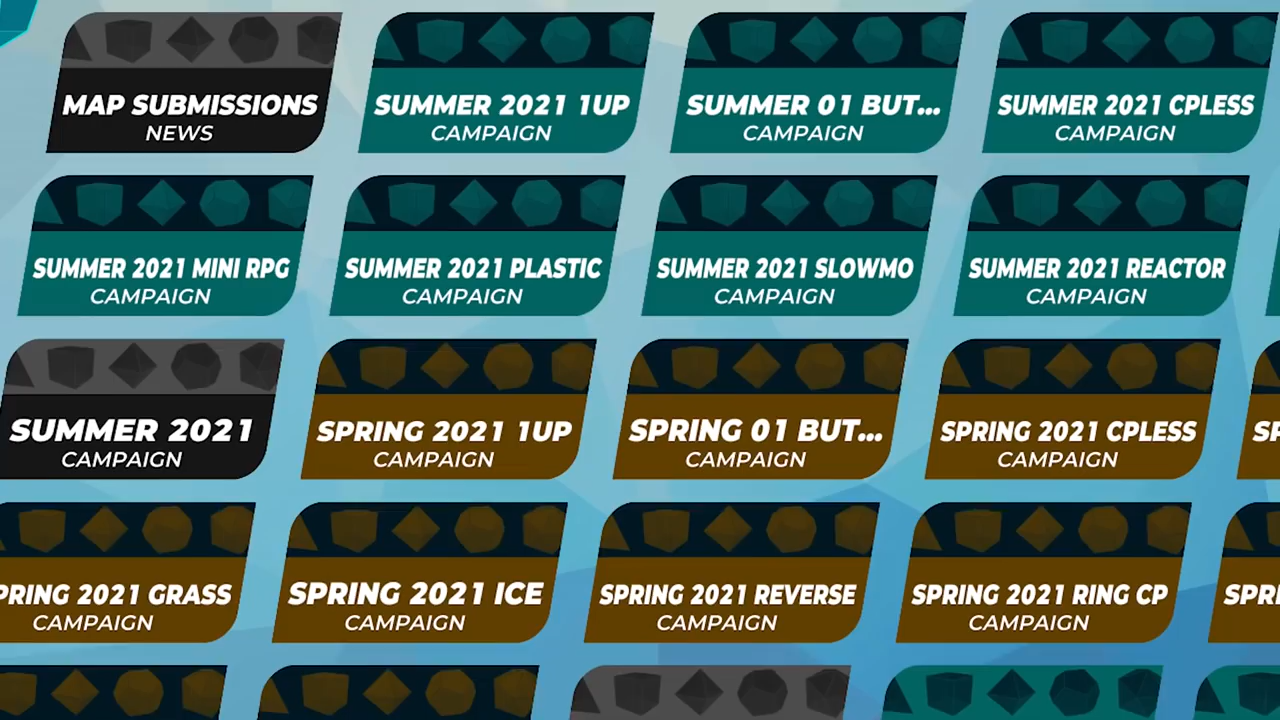 MAP SUBMISSIONS
NEWS
SUMMER 2021 1UP
CAMPAIGN
SUMMER 01 BUT...
CAMPAIGN
SUMMER 2021 CPLESS
CAMPAIGN
SUMMER 2021 MINI RPG
CAMPAIGN
SUMMER 2021 PLASTIC
CAMPAIGN
SUMMER 2021 SLOWMO
CAMPAIGN
SUMMER 2021 REACTOR
CAMPAIGN
SUMMER 2021
CAMPAIGN
SPRING 2021 1UP
CAMPAIGN
SPRING 01 BUT...
CAMPAIGN
SPRING 2021 CPLESS
CAMPAIGN
SP
PRING 2021 GRASS
CAMPAIGN
SPRING 2021 ICE
CAMPAIGN
SPRING 2021 REVERSE
CAMPAIGN
SPRING 2021 RING CP
CAMPAIGN
SPRI